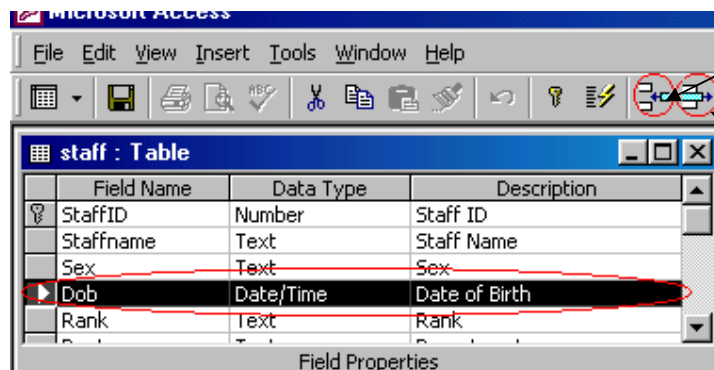 Microsoft Access
File Edit View Insert Tools Window Help
ABC
staff : Table
Field Name Data Type Description
StaffID Number Staff ID
Staffname Text Staff Name
Sex Text Sex
Dob Date/Time Date of Birth
Rank Text Rank
Field Properties